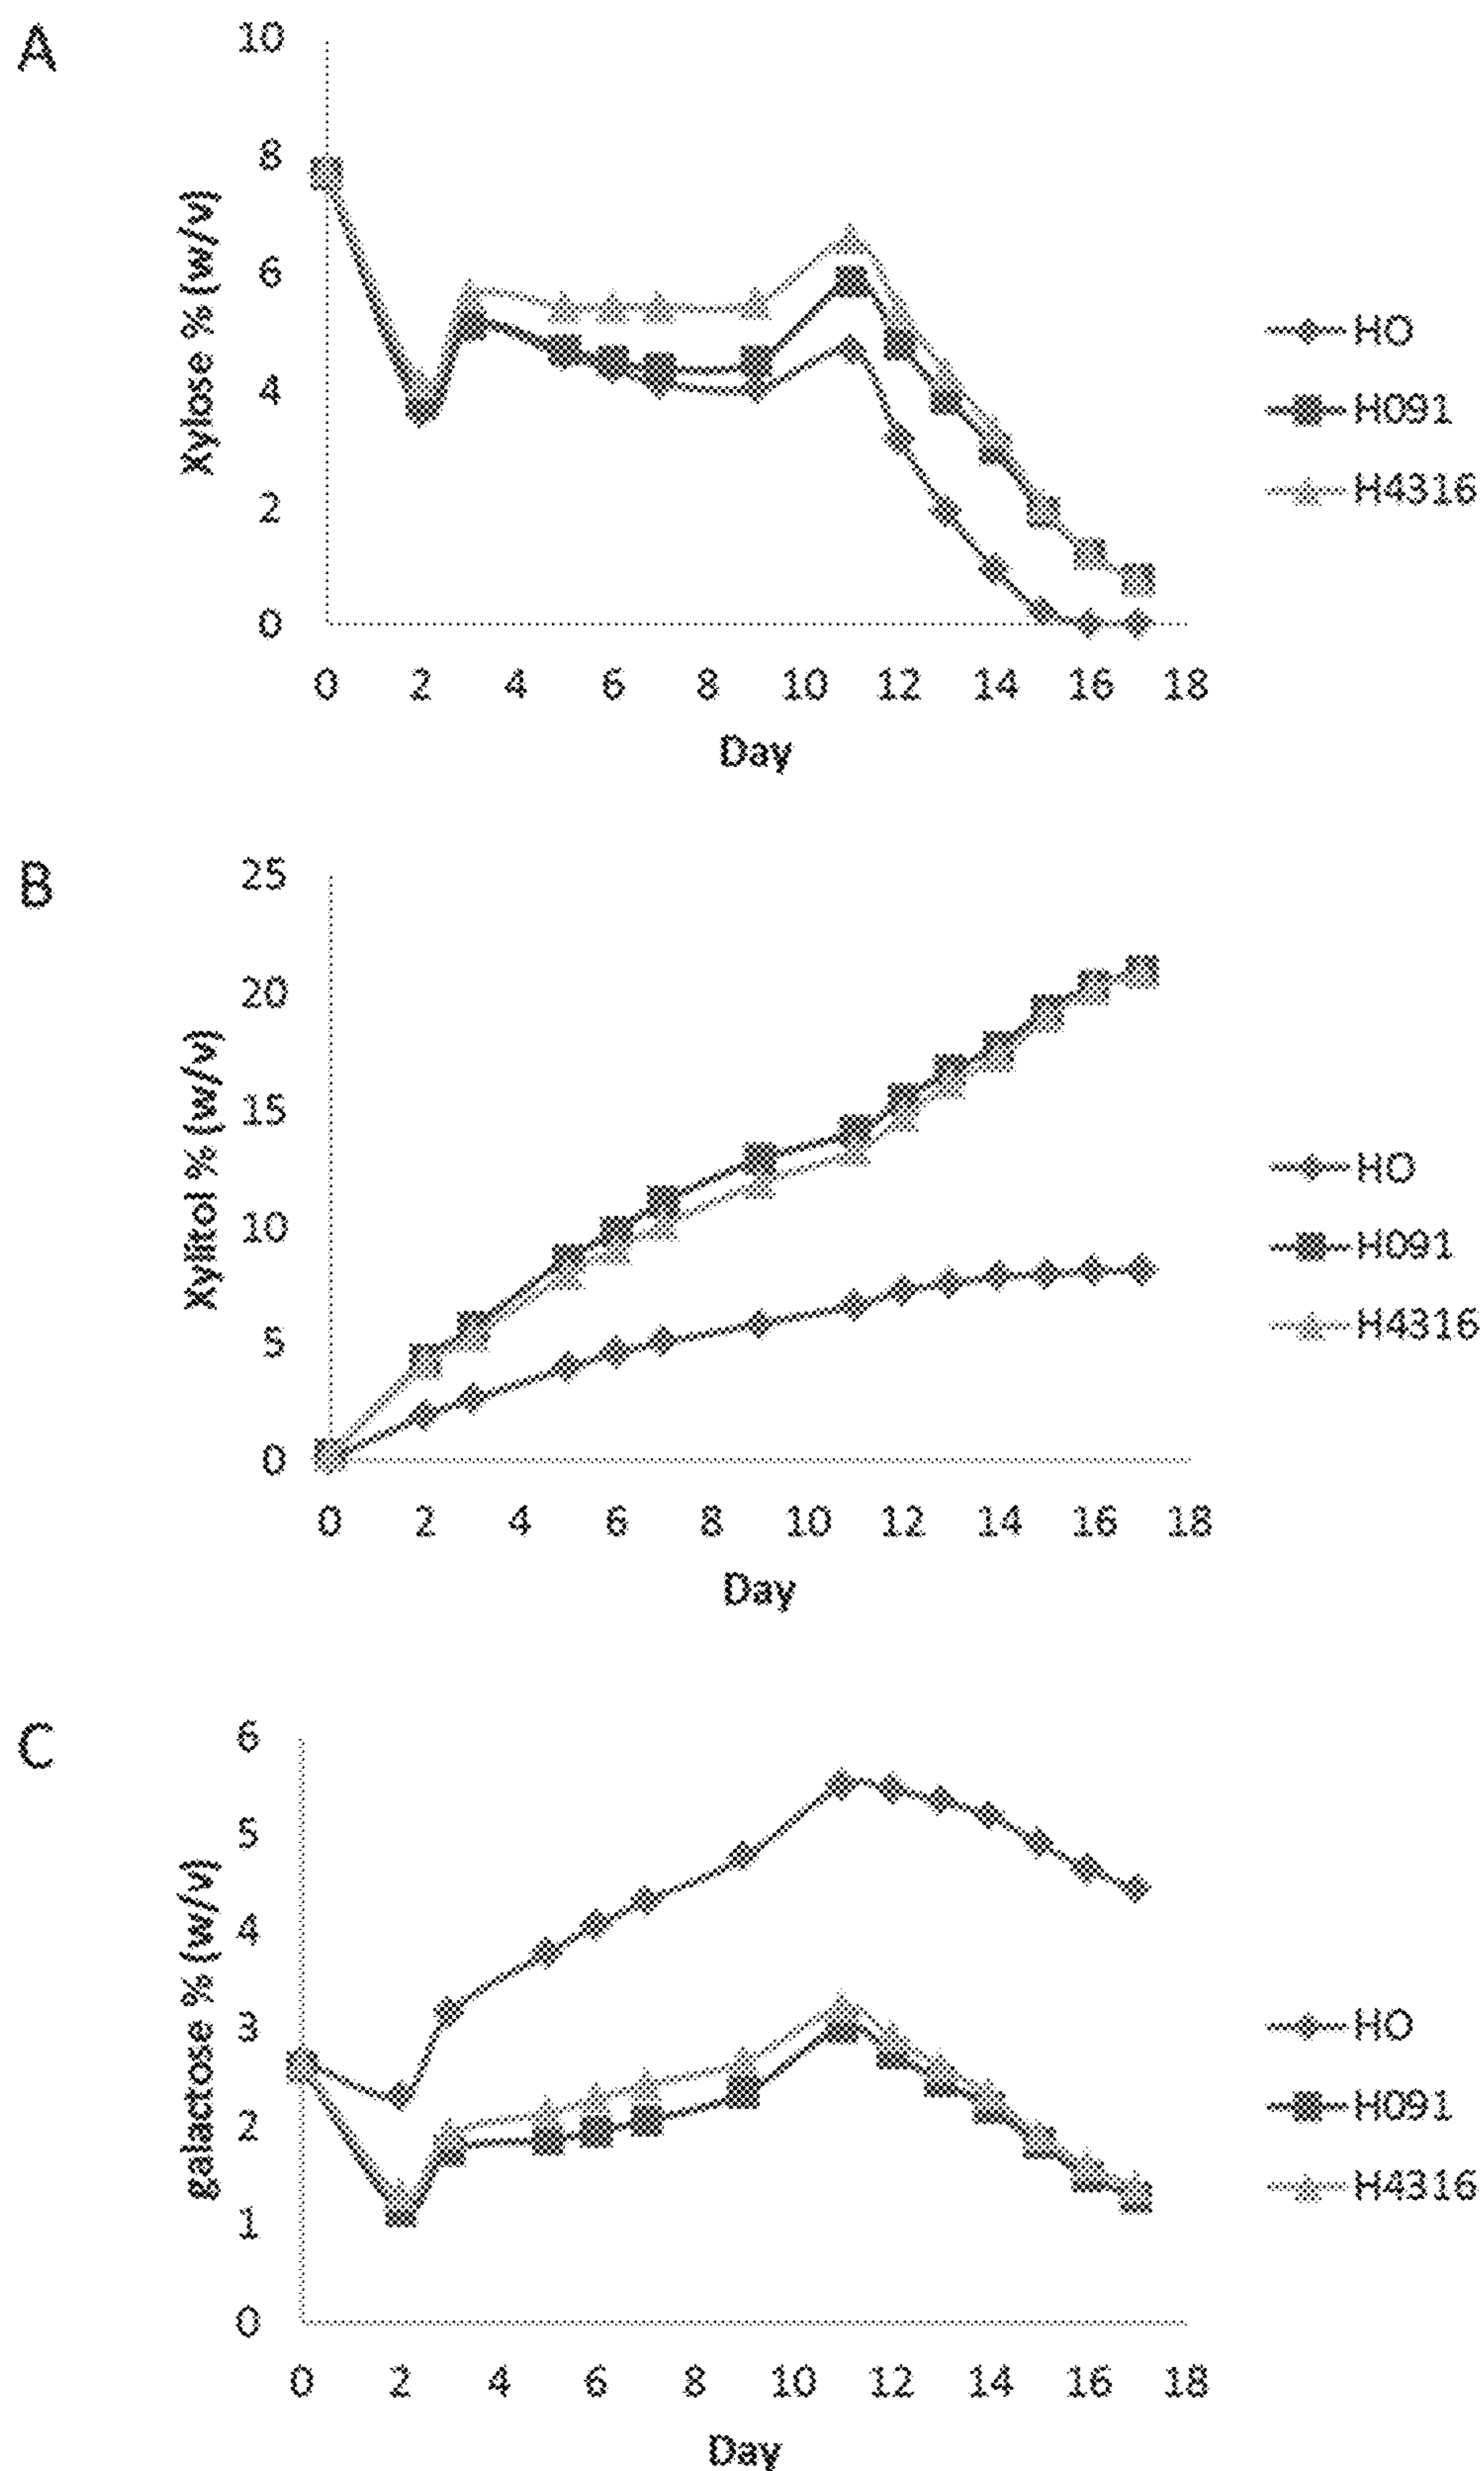 A
Xylose % (w/v)
10
8
6
4
2
0
0 2 4 6 8 10 12 14 16 18
Day
HO
H091
H4316
B
Xylitol % (w/v)
25
20
15
10
5
0
0 2 4 6 8 10 12 14 16 18
Day
HO
H091
H4316
C
galactose % (w/v)
6
5
4
3
2
1
0
0 2 4 6 8 10 12 14 16 18
Day
HO
H091
H4316